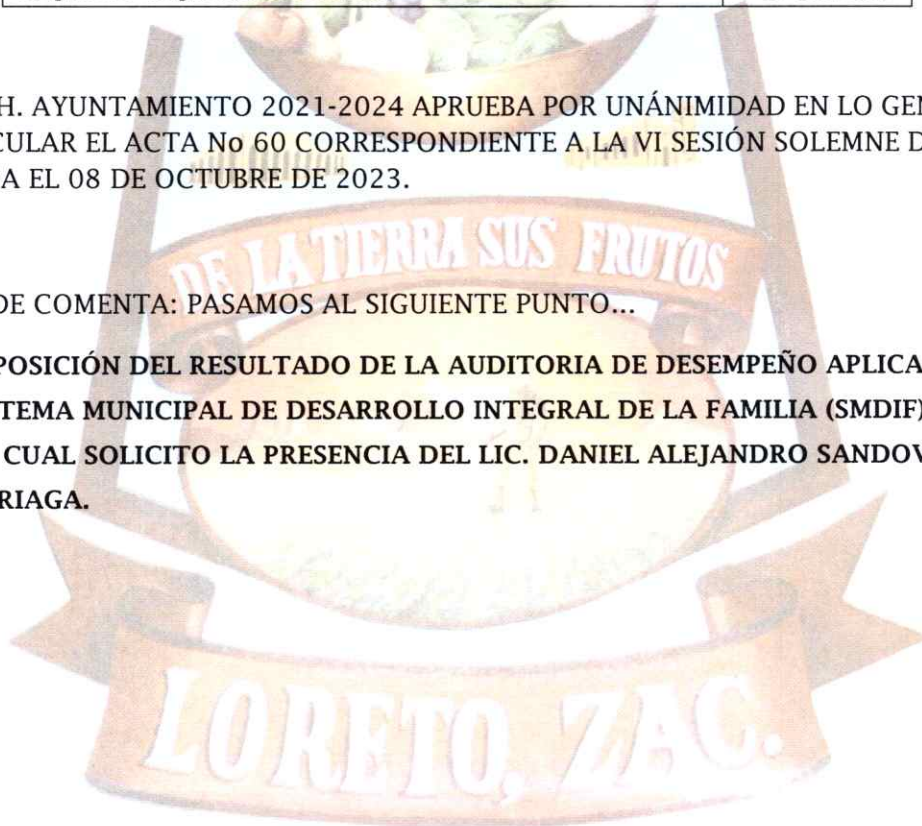 H. AYUNTAMIENTO 2021-2024 APRUEBA POR UNÁNIMIDAD EN LO GEN
CULAR EL ACTA No 60 CORRESPONDIENTE A LA VI SESIÓN SOLEMNE D
A EL 08 DE OCTUBRE DE 2023.
DE LA TIERRA SUS FRUTOS
DE COMENTA: PASAMOS AL SIGUIENTE PUNTO...
POSICIÓN DEL RESULTADO DE LA AUDITORIA DE DESEMPEÑO APLICA
TEMA MUNICIPAL DE DESARROLLO INTEGRAL DE LA FAMILIA (SMDIF)
CUAL SOLICITO LA PRESENCIA DEL LIC. DANIEL ALEJANDRO SANDOV
RIAGA.
LORETO, ZAC.